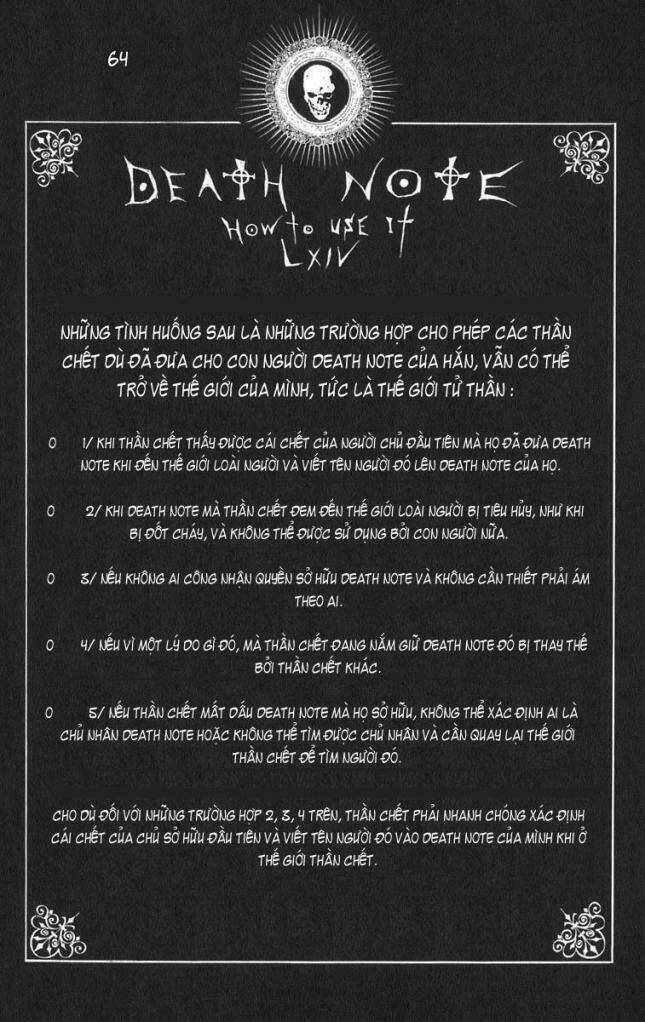 64
DEATH NOTE
HOW to USE It
LXIV
NHỮNG TÌNH HUỐNG SAU LÀ NHỮNG TRƯỜNG HỢP CHO PHÉP CÁC THẦN
CHẾT DÙ ĐÃ ĐƯA CHO CON NGƯỜI DEATH NOTE CỦA HẮN, VẪN CÓ THỂ
TRỞ VỀ THẾ GIỚI CỦA MÌNH, TỨC LÀ THẾ GIỚI TỬ THẦN :
O 1/ KHI THẦN CHẾT THẤY ĐƯỢC CÁI CHẾT CỦA NGƯỜI CHỦ ĐẦU TIÊN MÀ HỌ ĐÃ ĐƯA DEATH
NOTE KHI ĐẾN THẾ GIỚI LOÀI NGƯỜI VÀ VIẾT TÊN NGƯỜI ĐÓ LÊN DEATH NOTE CỦA HỌ.
O 2/ KHI DEATH NOTE MÀ THẦN CHẾT ĐEM ĐẾN THẾ GIỚI LOÀI NGƯỜI BỊ TIÊU HỦY, NHƯ KHI
BỊ ĐỐT CHÁY, VÀ KHÔNG THỂ ĐƯỢC SỬ DỤNG BỞI CON NGƯỜI NỮA.
O 3/ NẾU KHÔNG AI CÔNG NHẬN QUYỀN SỞ HỮU DEATH NOTE VÀ KHÔNG CẦN THIẾT PHẢI ÁM
THEO AI.
O 4/ NẾU VÌ MỘT LÝ DO GÌ ĐÓ, MÀ THẦN CHẾT ĐANG NẮM GIỮ DEATH NOTE ĐÓ BỊ THAY THẾ
BỞI THẦN CHẾT KHÁC.
O 5/ NẾU THẦN CHẾT MẤT DẤU DEATH NOTE MÀ HỌ SỞ HỮU, KHÔNG THỂ XÁC ĐỊNH AI LÀ
CHỦ NHÂN DEATH NOTE HOẶC KHÔNG THỂ TÌM ĐƯỢC CHỦ NHÂN VÀ CẦN QUAY LẠI THẾ GIỚI
THẦN CHẾT ĐỂ TÌM NGƯỜI ĐÓ.
CHO DÙ ĐỐI VỚI NHỮNG TRƯỜNG HỢP 2, 3, 4 TRÊN, THẦN CHẾT PHẢI NHANH CHÓNG XÁC ĐỊNH
CÁI CHẾT CỦA CHỦ SỞ HỮU ĐẦU TIÊN VÀ VIẾT TÊN NGƯỜI ĐÓ VÀO DEATH NOTE CỦA MÌNH KHI Ở
THẾ GIỚI THẦN CHẾT.